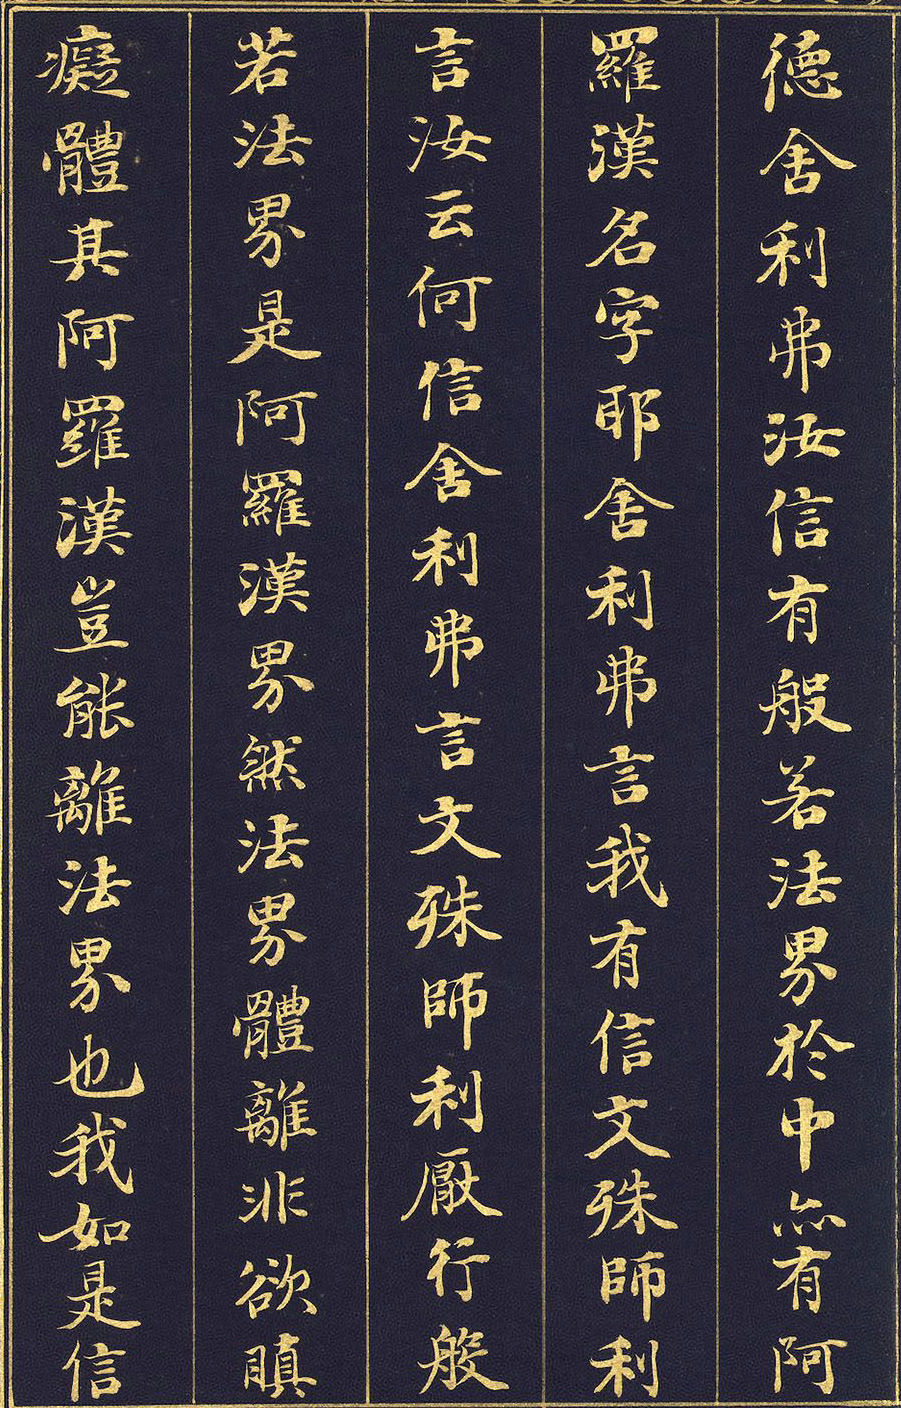 德舍利弗汝信有般若法界於中亦有阿
羅漢名字耶舍利弗言我有信文殊師利
言汝云何信舍利弗言文殊師利厥行般
若法界是阿羅漢界然法界體離非欲瞋
癡體其阿羅漢豈能離法界也我如是信